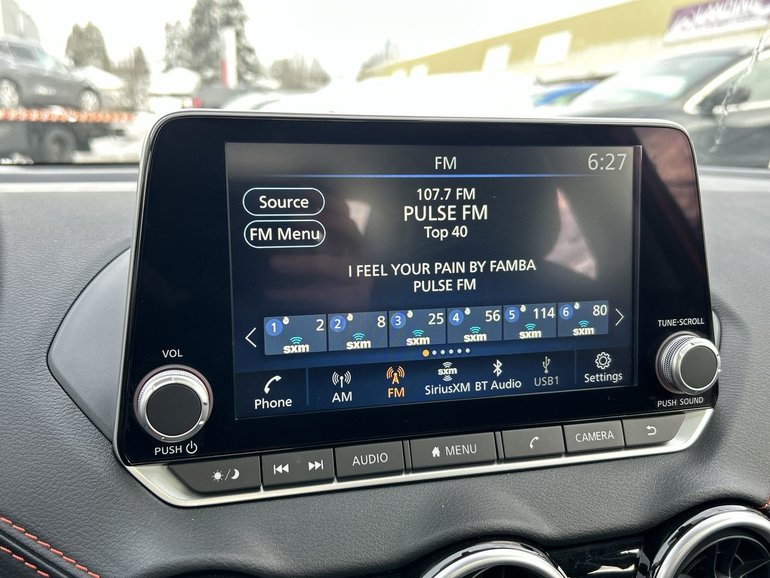 FM 6:27
Source
107.7 FM
PULSE FM
FM Menu
Top 40
I FEEL YOUR PAIN BY FAMBA
PULSE FM
1 2 2 8 3 25 4 56 5 114 6 80
sxm sxm sxm sxm sxm sxm
Phone AM FM sxm SiriusXM BT Audio USB1 Settings
VOL
PUSH
TUNE·SCROLL
PUSH SOUND
AUDIO MENU CAMERA